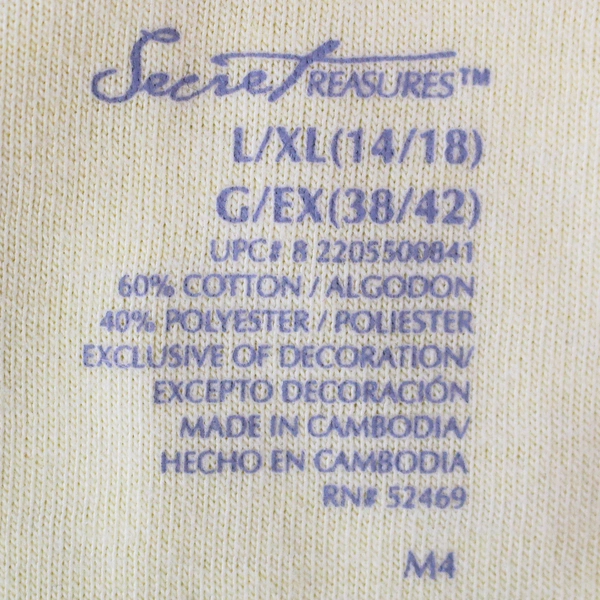 Secret TREASURES™
L/XL(14/18)
G/EX(38/42)
UPC# 8 2205500841
60% COTTON / ALGODON
40% POLYESTER / POLIESTER
EXCLUSIVE OF DECORATION/
EXCEPTO DECORACIÓN
MADE IN CAMBODIA/
HECHO EN CAMBODIA
RN# 52469
M4